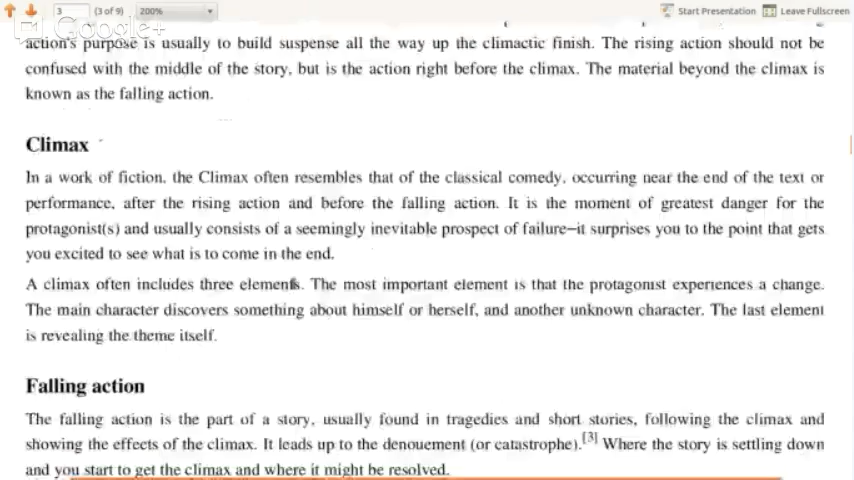 3 (3 of 9) 200% Start Presentation Leave Fullscreen
Google+
action's purpose is usually to build suspense all the way up the climactic finish. The rising action should not be
confused with the middle of the story, but is the action right before the climax. The material beyond the climax is
known as the falling action.
Climax
In a work of fiction, the Climax often resembles that of the classical comedy, occurring near the end of the text or
performance, after the rising action and before the falling action. It is the moment of greatest danger for the
protagonist(s) and usually consists of a seemingly inevitable prospect of failure—it surprises you to the point that gets
you excited to see what is to come in the end.
A climax often includes three elements. The most important element is that the protagonist experiences a change.
The main character discovers something about himself or herself, and another unknown character. The last element
is revealing the theme itself.
Falling action
The falling action is the part of a story, usually found in tragedies and short stories, following the climax and
showing the effects of the climax. It leads up to the denouement (or catastrophe).[3] Where the story is settling down
and you start to get the climax and where it might be resolved.